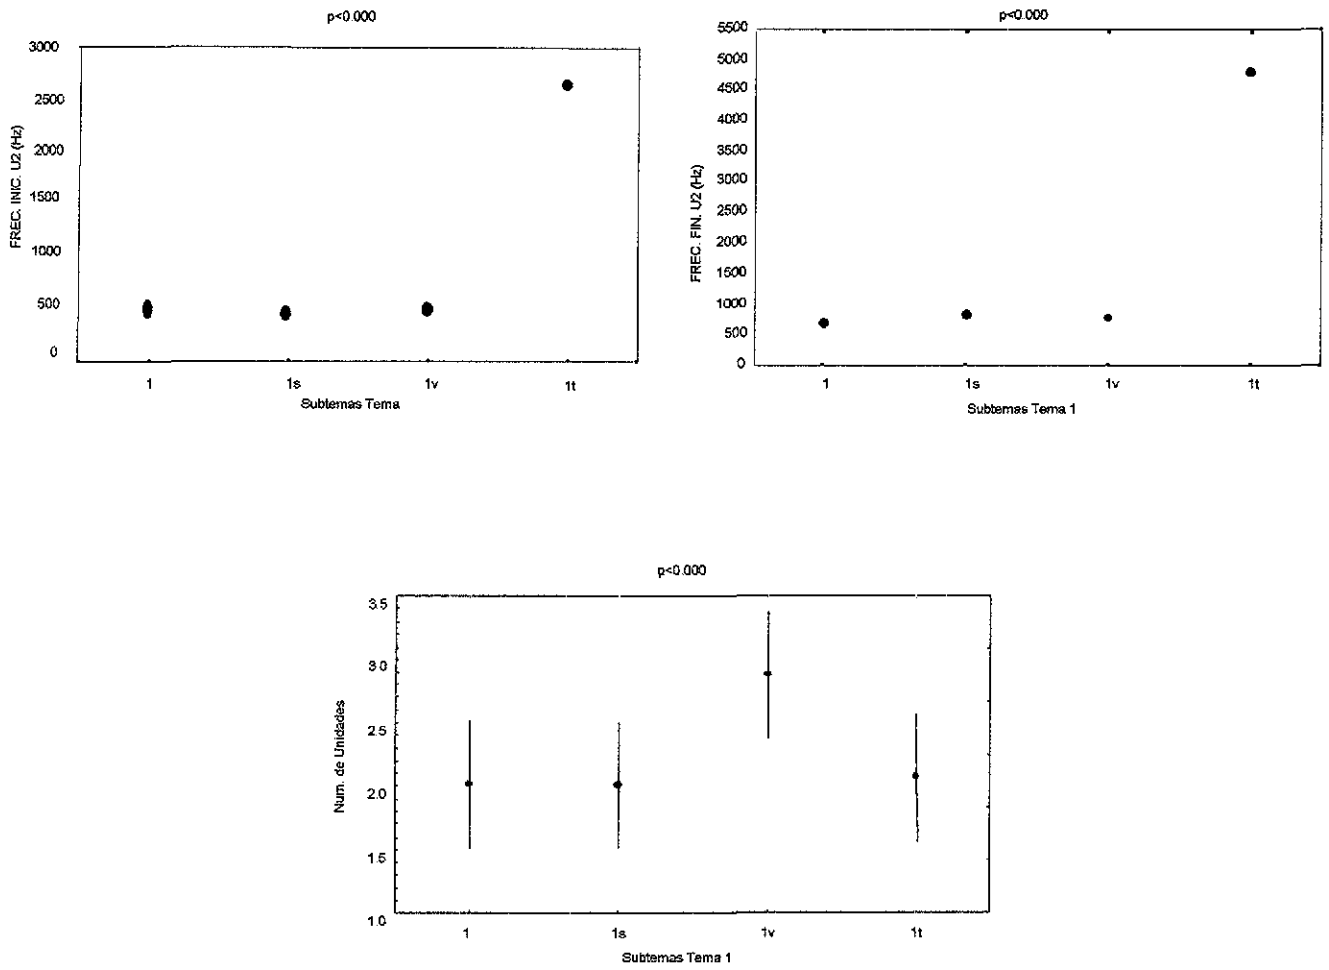 p<0.000
3000
2500
2000
1500
1000
500
0
FREC. INIC. U2 (Hz)
1 1s 1v 1t
Subtemas Tema
p<0.000
5500
5000
4500
4000
3500
3000
2500
2000
1500
1000
500
0
FREC. FIN. U2 (Hz)
1 1s 1v 1t
Subtemas Tema 1
p<0.000
3.5
3.0
2.5
2.0
1.5
1.0
Num. de Unidades
1 1s 1v 1t
Subtemas Tema 1